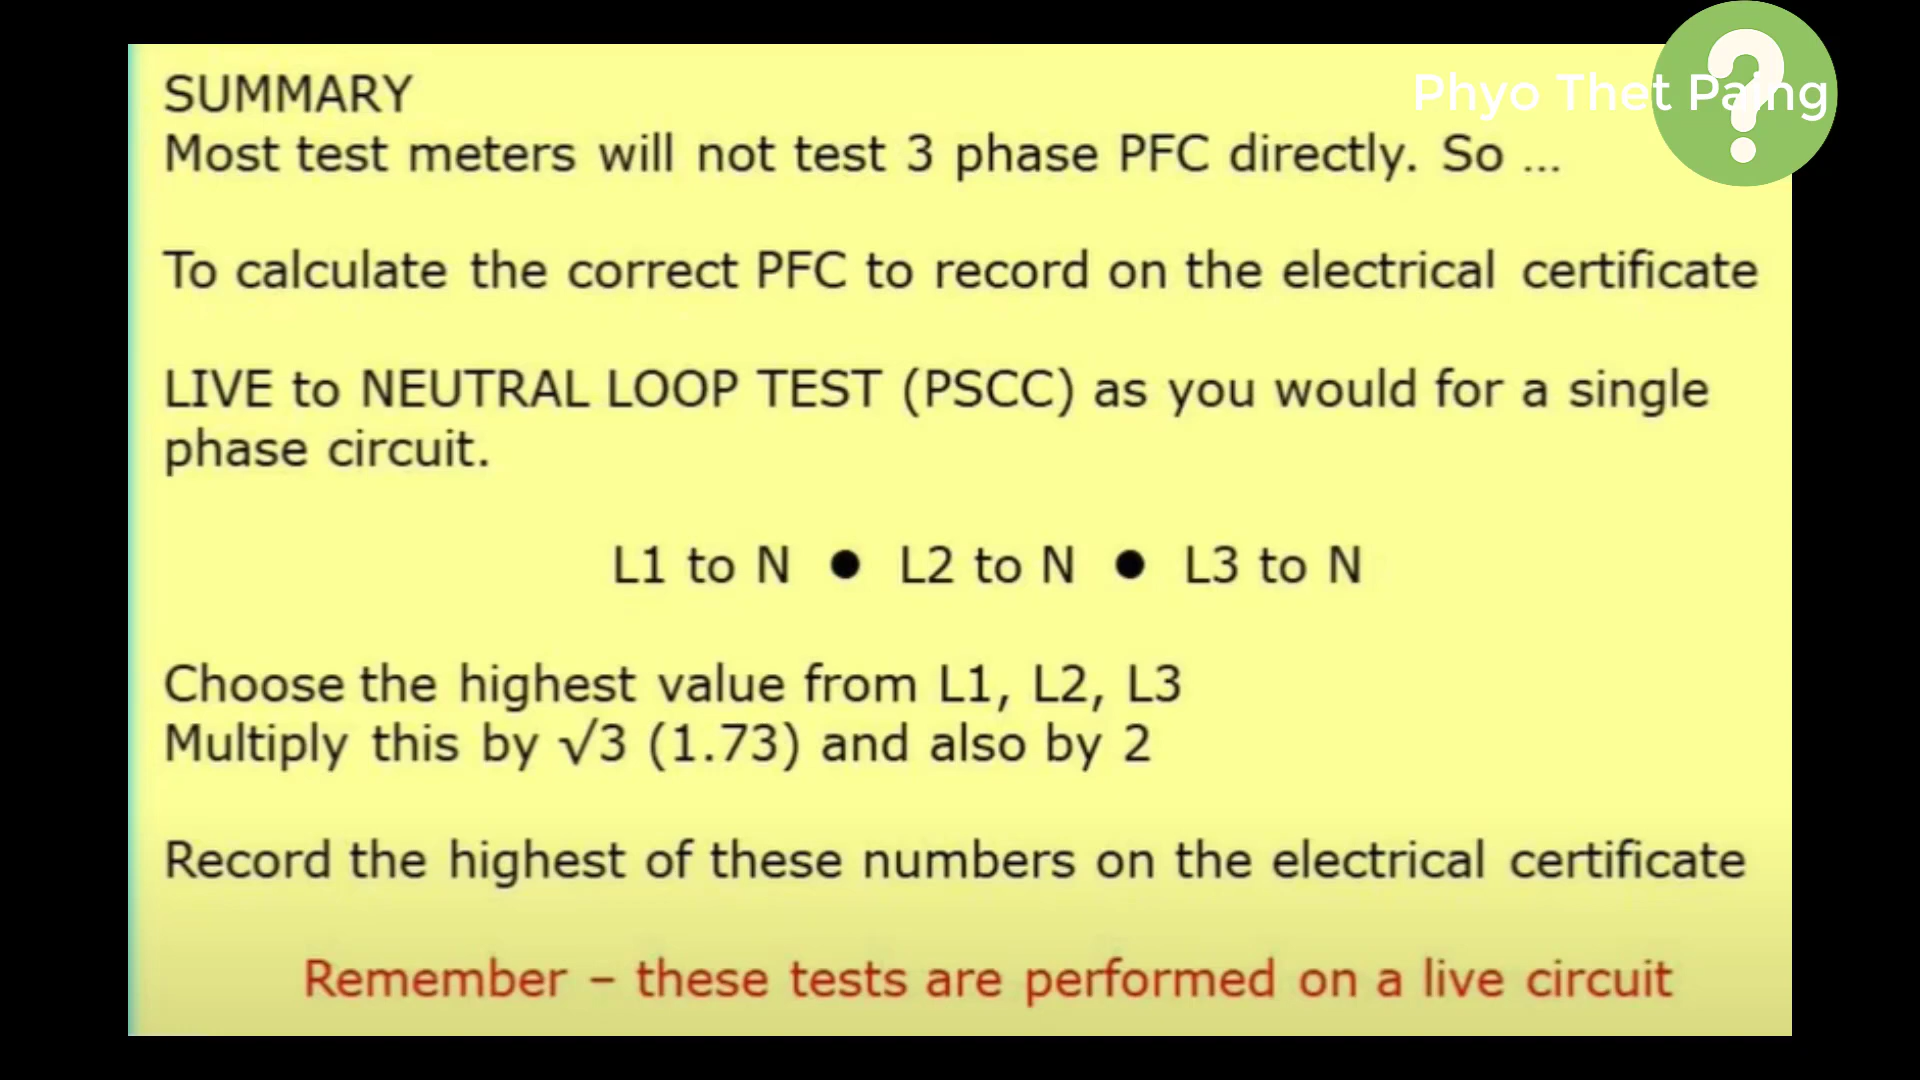 SUMMARY
Phyo Thet Paing
?
Most test meters will not test 3 phase PFC directly. So ...
To calculate the correct PFC to record on the electrical certificate
LIVE to NEUTRAL LOOP TEST (PSCC) as you would for a single
phase circuit.
L1 to N ● L2 to N ● L3 to N
Choose the highest value from L1, L2, L3
Multiply this by √3 (1.73) and also by 2
Record the highest of these numbers on the electrical certificate
Remember – these tests are performed on a live circuit